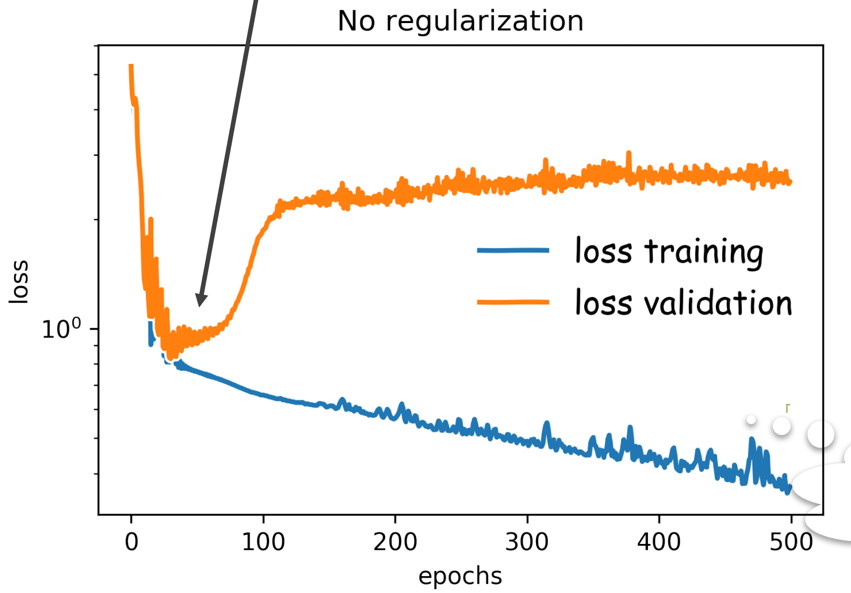 No regularization
loss
10⁰
loss training
loss validation
0 100 200 300 400 500
epochs